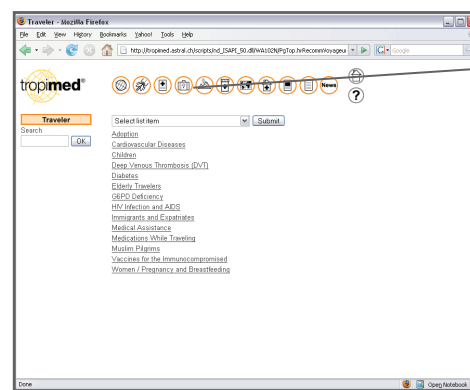 Traveler - Mozilla Firefox
File Edit View History Bookmarks Yahoo! Tools Help
http://tropimed.astral.ch/scripts/nd_ISAPI_50.dll/WA102N/PgTop.hrRecommVoyageu
Google
tropimed®
News
?
Traveler
Search
OK
Select list item
Submit
Adoption
Cardiovascular Diseases
Children
Deep Venous Thrombosis (DVT)
Diabetes
Elderly Travelers
G6PD Deficiency
HIV Infection and AIDS
Immigrants and Expatriates
Medical Assistance
Medications While Traveling
Muslim Pilgrims
Vaccines for the Immunocompromised
Women / Pregnancy and Breastfeeding
Done
Open Notebook